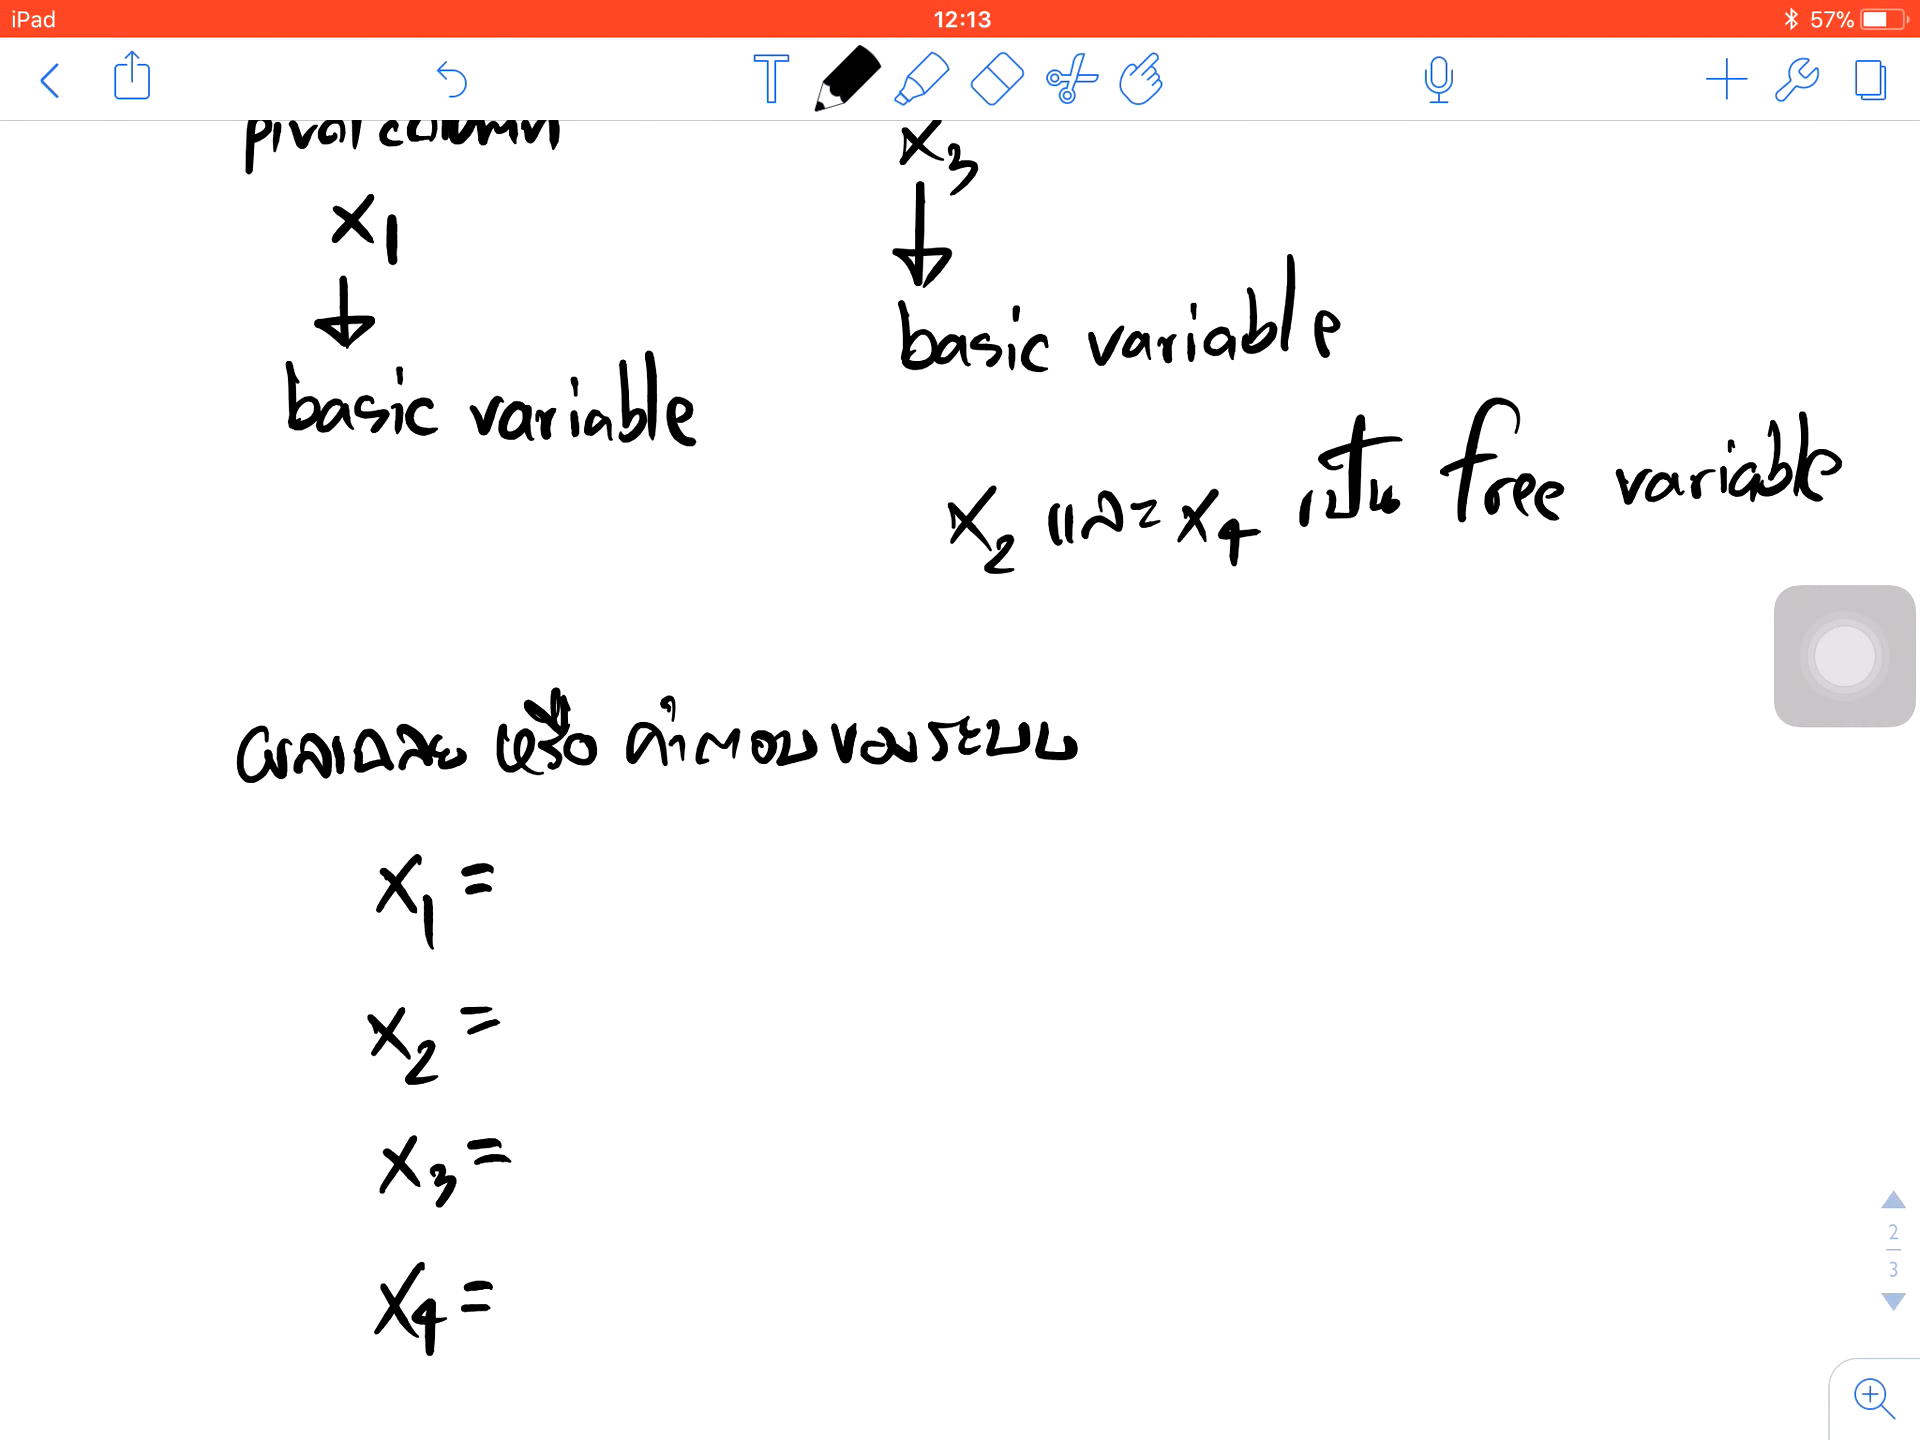 iPad 12:13 57%
T
pivot column
x3
x1
basic variable
basic variable
x2 และ x4 เป็น free variable
ผลเฉลย หรือ คำตอบของระบบ
x1 =
x2 =
x3 =
x4 =
2
3